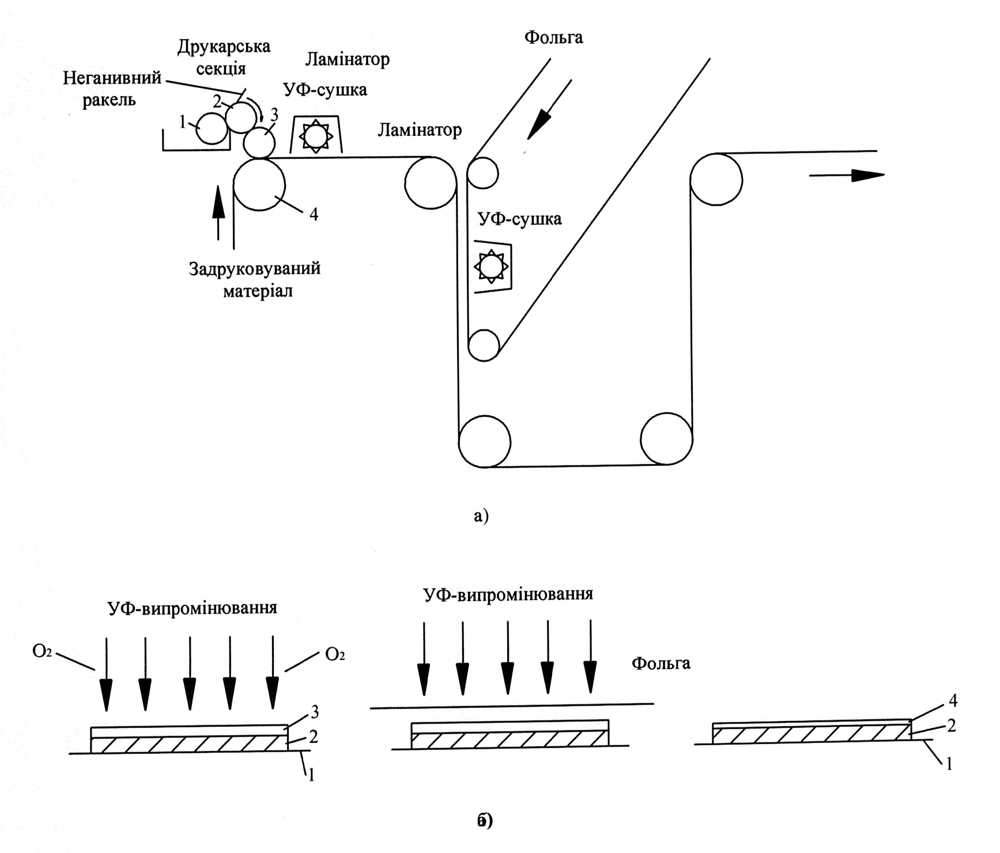 Фольга
Друкарська
секція
Ламінатор
Неганивний
ракель
УФ-сушка
2
3
1
Ламінатор
4
УФ-сушка
Задруковуваний
матеріал
а)
УФ-випромінювання
УФ-випромінювання
O2
O2
Фольга
3
2
1
4
2
1
б)